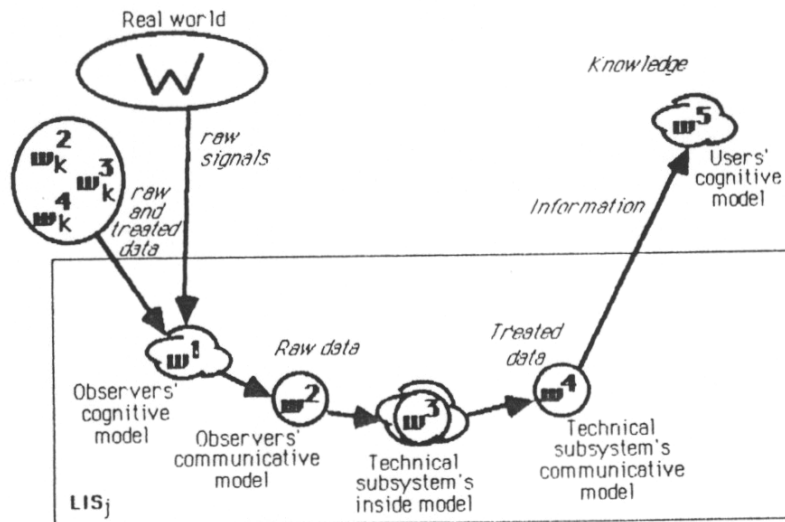 Real world
W
w2k
w3k
w4k
raw
and
treated
data
raw
signals
Knowledge
w5
Users'
cognitive
model
Information
w1
Observers'
cognitive
model
Raw data
w2
Observers'
communicative
model
w3
Technical
subsystem's
inside model
Treated
data
w4
Technical
subsystem's
communicative
model
LISj